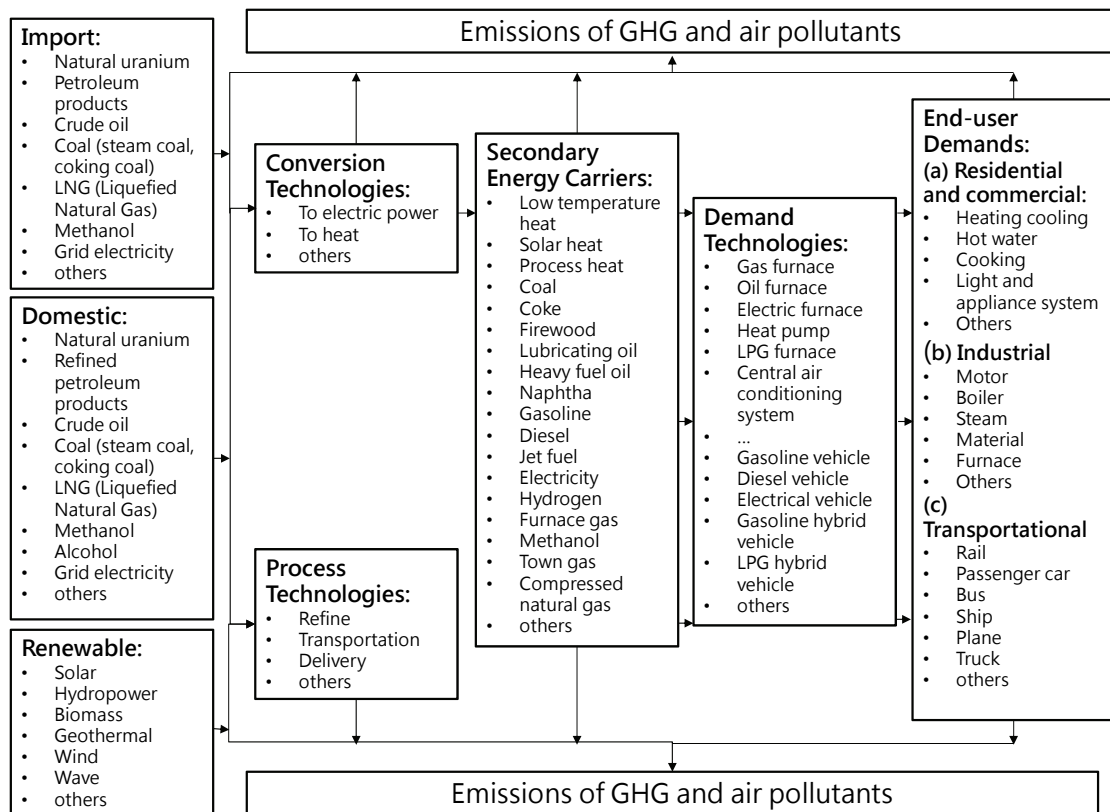 Emissions of GHG and air pollutants
Import:
• Natural uranium
• Petroleum
products
• Crude oil
• Coal (steam coal,
coking coal)
• LNG (Liquefied
Natural Gas)
• Methanol
• Grid electricity
• others
Domestic:
• Natural uranium
• Refined
petroleum
products
• Crude oil
• Coal (steam coal,
coking coal)
• LNG (Liquefied
Natural Gas)
• Methanol
• Alcohol
• Grid electricity
• others
Renewable:
• Solar
• Hydropower
• Biomass
• Geothermal
• Wind
• Wave
• others
Conversion
Technologies:
• To electric power
• To heat
• others
Process
Technologies:
• Refine
• Transportation
• Delivery
• others
Secondary
Energy Carriers:
• Low temperature
heat
• Solar heat
• Process heat
• Coal
• Coke
• Firewood
• Lubricating oil
• Heavy fuel oil
• Naphtha
• Gasoline
• Diesel
• Jet fuel
• Electricity
• Hydrogen
• Furnace gas
• Methanol
• Town gas
• Compressed
natural gas
• others
Demand
Technologies:
• Gas furnace
• Oil furnace
• Electric furnace
• Heat pump
• LPG furnace
• Central air
conditioning
system
• ...
• Gasoline vehicle
• Diesel vehicle
• Electrical vehicle
• Gasoline hybrid
vehicle
• LPG hybrid
vehicle
• others
End-user
Demands:
(a) Residential
and commercial:
• Heating cooling
• Hot water
• Cooking
• Light and
appliance system
• Others
(b) Industrial
• Motor
• Boiler
• Steam
• Material
• Furnace
• Others
(c)
Transportational
• Rail
• Passenger car
• Bus
• Ship
• Plane
• Truck
• others
Emissions of GHG and air pollutants